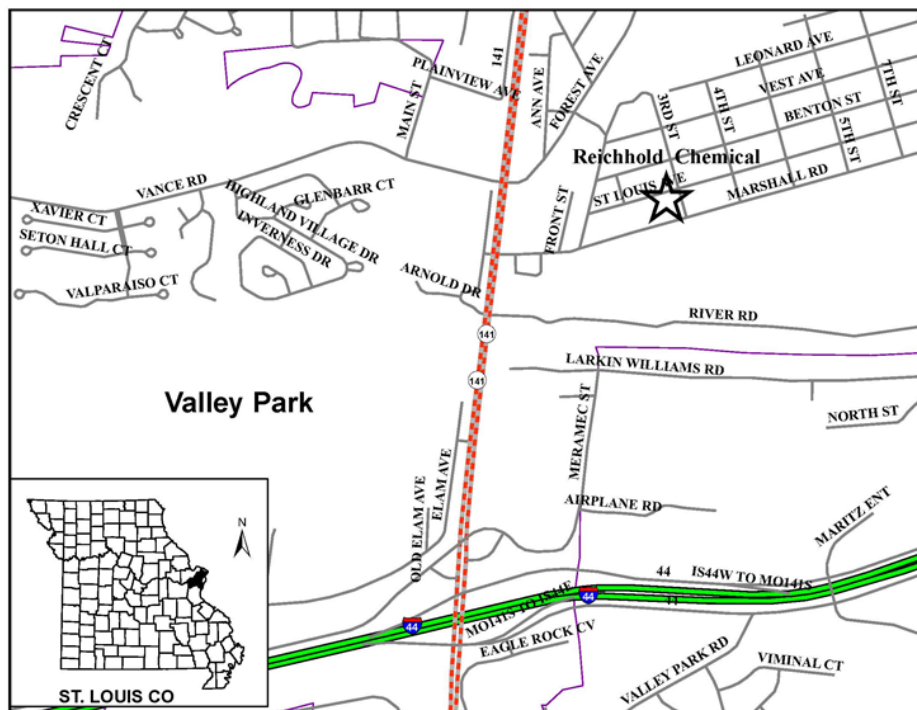 CRESCENT CT
PLAINVIEW AVE
141
MAIN ST
ANN AVE
FOREST AVE
LEONARD AVE
VEST AVE
BENTON ST
3RD ST
4TH ST
5TH ST
7TH ST
Reichhold Chemical
ST LOUIS AVE
MARSHALL RD
FRONT ST
VANCE RD
GLENBARR CT
HIGHLAND VILLAGE DR
INVERNESS DR
XAVIER CT
SETON HALL CT
VALPARAISO CT
ARNOLD DR
RIVER RD
141
LARKIN WILLIAMS RD
141
Valley Park
MERAMEC ST
NORTH ST
OLD ELAM AVE
ELAM AVE
AIRPLANE RD
MARITZ ENT
44
IS44W TO MO141S
44
44
44
MO141S TO IS44E
EAGLE ROCK CV
VALLEY PARK RD
VIMINAL CT
N
ST. LOUIS CO